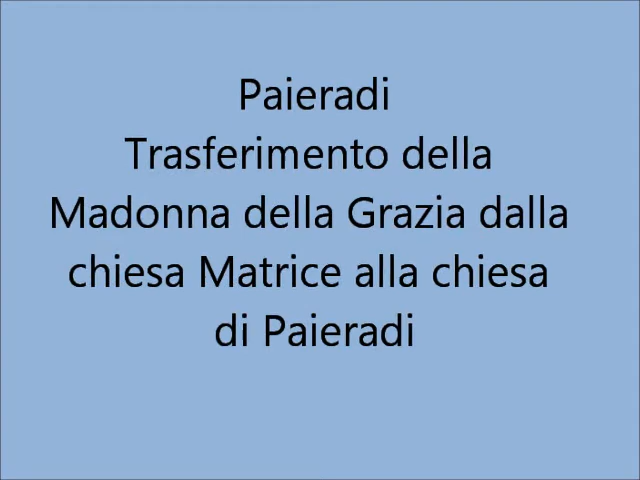 Paieradi
Trasferimento della
Madonna della Grazia dalla
chiesa Matrice alla chiesa
di Paieradi